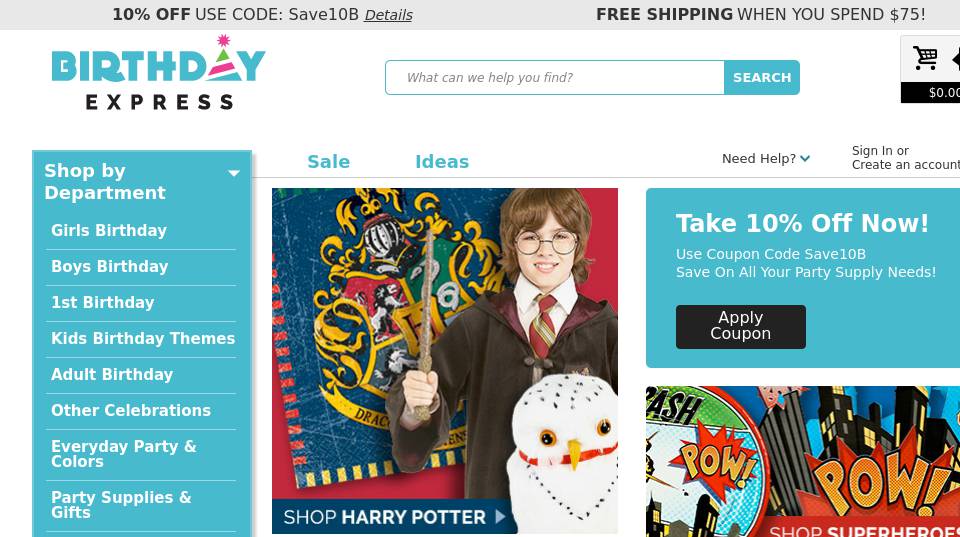 10% OFF USE CODE: Save10B Details
FREE SHIPPING WHEN YOU SPEND $75!
BIRTHDAY
EXPRESS
What can we help you find?
SEARCH
Shop by
Department
Sale
Ideas
Need Help?
Sign In or
Create an account
Girls Birthday
Boys Birthday
1st Birthday
Kids Birthday Themes
Adult Birthday
Other Celebrations
Everyday Party &
Colors
Party Supplies &
Gifts
SHOP HARRY POTTER
Take 10% Off Now!
Use Coupon Code Save10B
Save On All Your Party Supply Needs!
Apply
Coupon
POW!
POW!
SHOP SUPERHEROES